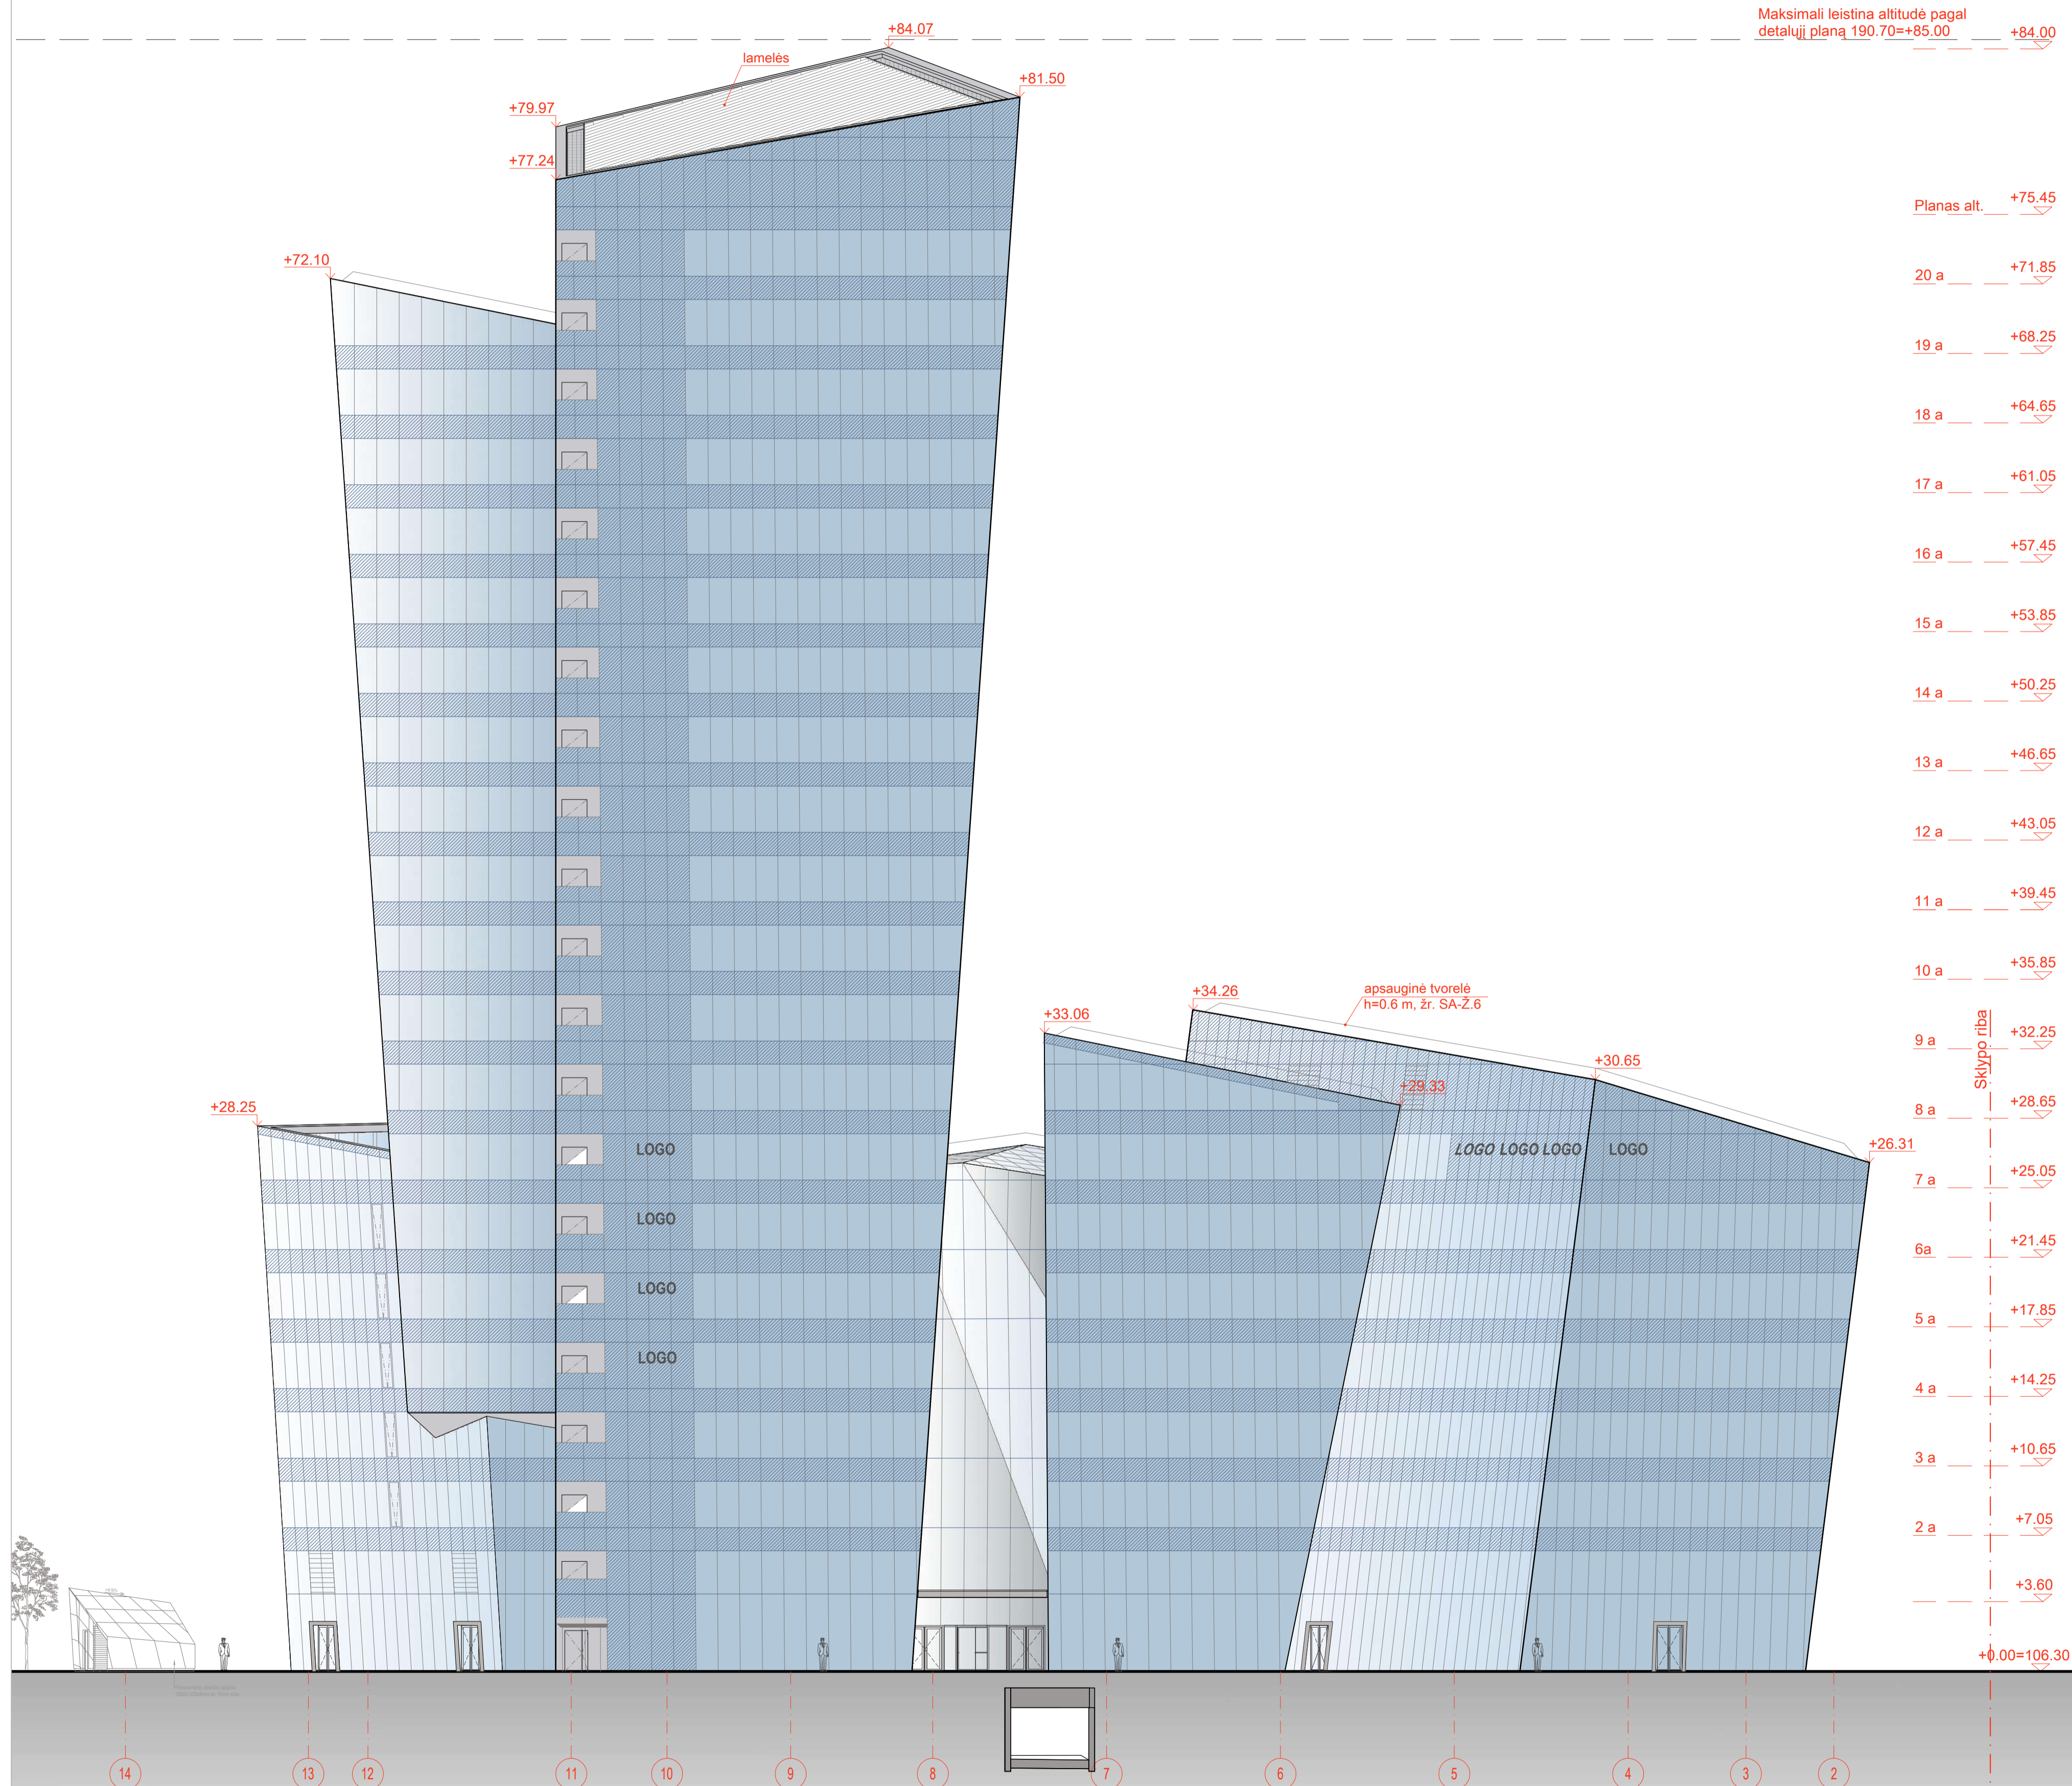 Maksimali leistina altitudė pagal
detalųjį planą 190.70=+85.00
+84.00
+84.07
lamelės
+81.50
+79.97
+77.24
Planas alt. +75.45
+72.10
20 a +71.85
19 a +68.25
18 a +64.65
17 a +61.05
16 a +57.45
15 a +53.85
14 a +50.25
13 a +46.65
12 a +43.05
11 a +39.45
10 a +35.85
+34.26
apsauginė tvorelė
h=0.6 m, žr. SA-Ž.6
+33.06
9 a +32.25
Sklypo riba
+30.65
+29.33
+28.25
8 a +28.65
+26.31
LOGO
LOGO LOGO LOGO
LOGO
7 a +25.05
LOGO
6a +21.45
LOGO
5 a +17.85
LOGO
4 a +14.25
3 a +10.65
2 a +7.05
+3.60
+0.00=106.30
14 13 12 11 10 9 8 7 6 5 4 3 2